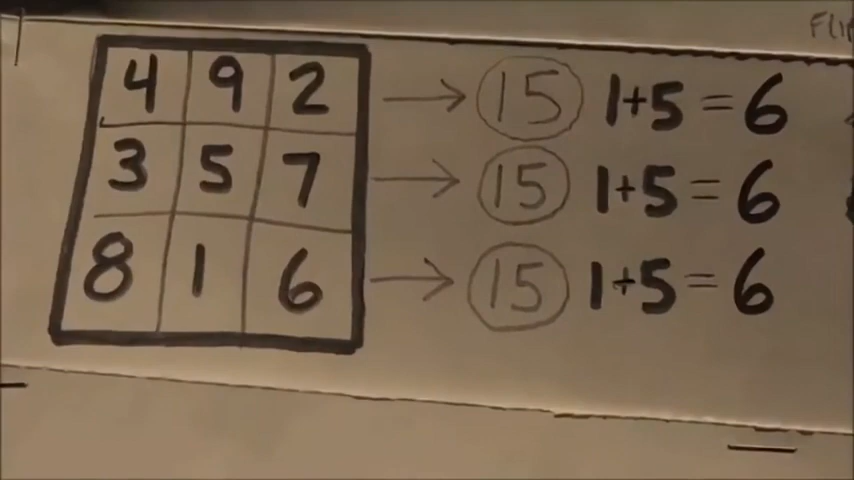 4 9 2 → 15 1+5=6
3 5 7 → 15 1+5=6
8 1 6 → 15 1+5=6